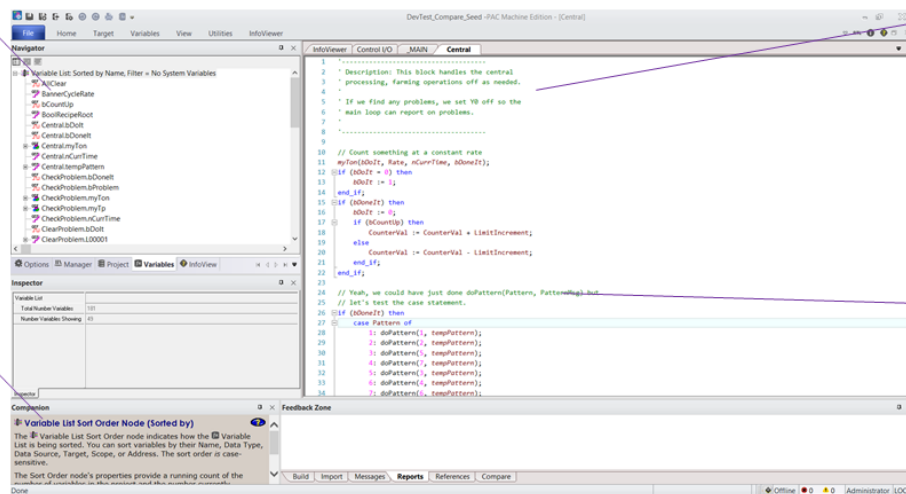 DevTest_Compare_Seed -PAC Machine Edition - [Central]
File Home Target Variables View Utilities InfoViewer
Navigator
Variable List: Sorted by Name, Filter = No System Variables
AllClear
BannerCycleRate
bCountUp
BoolRecipeRoot
Central.bDoIt
Central.bDoneIt
Central.myTon
Central.nCurrTime
Central.tempPattern
CheckProblem.bDoneIt
CheckProblem.bProblem
CheckProblem.myTon
CheckProblem.myTp
CheckProblem.nCurrTime
ClearProblem.bDoIt
ClearProblem.L00001
Options Manager Project Variables InfoView
Inspector
Variable List
Total Number Variables 101
Number Variables Showing 45
Inspector
Companion
Variable List Sort Order Node (Sorted by)
The Variable List Sort Order node indicates how the Variable
List is being sorted. You can sort variables by their Name, Data Type,
Data Source, Target, Scope, or Address. The sort order is case-
sensitive.
The Sort Order node's properties provide a running count of the
number of variables in the project and the number currently
InfoViewer Control I/O _MAIN Central
1 '------------------------------------
2 ' Description: This block handles the central
3 ' processing, farming operations off as needed.
4 '
5 ' If we find any problems, we set Y0 off so the
6 ' main loop can report on problems.
7 '
8 '------------------------------------
9
10 // Count something at a constant rate
11 myTon(bDoIt, Rate, nCurrTime, bDoneIt);
12 if (bDoIt = 0) then
13 bDoIt := 1;
14 end_if;
15 if (bDoneIt) then
16 bDoIt := 0;
17 if (bCountUp) then
18 CounterVal := CounterVal + LimitIncrement;
19 else
20 CounterVal := CounterVal - LimitIncrement;
21 end_if;
22 end_if;
23
24 // Yeah, we could have just done doPattern(Pattern, PatternMsg) but
25 // let's test the case statement.
26 if (bDoneIt) then
27 case Pattern of
28 1: doPattern(1, tempPattern);
29 2: doPattern(2, tempPattern);
30 3: doPattern(5, tempPattern);
31 4: doPattern(7, tempPattern);
32 5: doPattern(3, tempPattern);
33 6: doPattern(4, tempPattern);
34 7: doPattern(6, tempPattern);
Feedback Zone
Build Import Messages Reports References Compare
Done
Offline 0 0 Administrator LOC